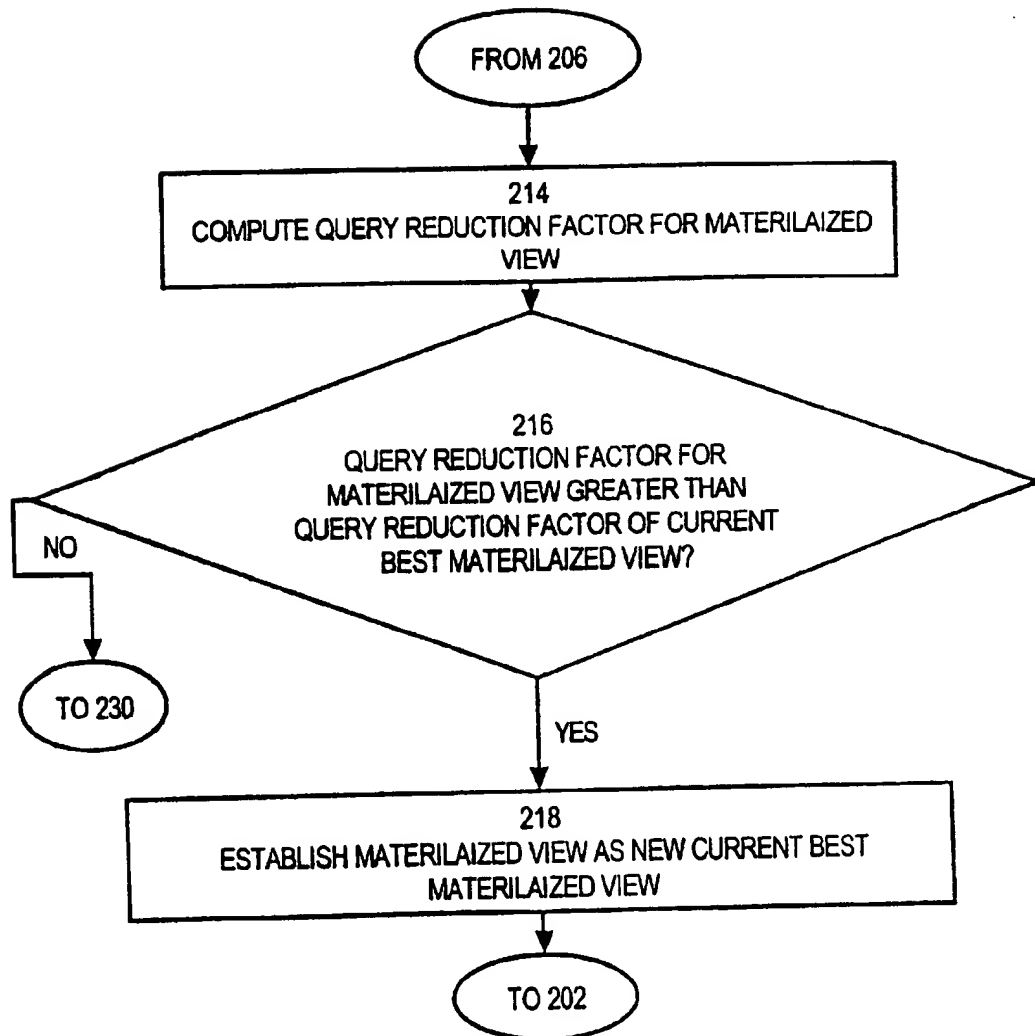 FROM 206
214
COMPUTE QUERY REDUCTION FACTOR FOR MATERILAIZED
VIEW
216
QUERY REDUCTION FACTOR FOR
MATERILAIZED VIEW GREATER THAN
QUERY REDUCTION FACTOR OF CURRENT
BEST MATERILAIZED VIEW?
NO
TO 230
YES
218
ESTABLISH MATERILAIZED VIEW AS NEW CURRENT BEST
MATERILAIZED VIEW
TO 202